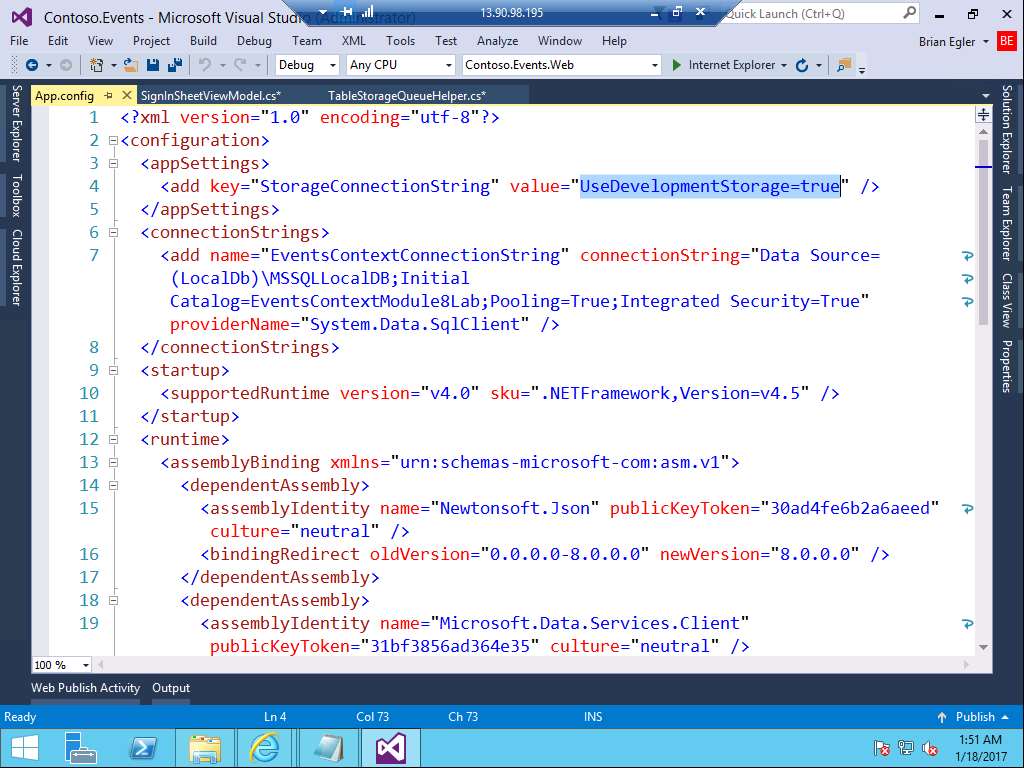 Contoso.Events - Microsoft Visual Studio (Administrator)
13.90.98.195
Quick Launch (Ctrl+Q)
File Edit View Project Build Debug Team XML Tools Test Analyze Window Help
Brian Egler BE
Debug Any CPU Contoso.Events.Web Internet Explorer
App.config SignInSheetViewModel.cs* TableStorageQueueHelper.cs*
Server Explorer
Toolbox
Cloud Explorer
1 <?xml version="1.0" encoding="utf-8"?>
2 <configuration>
3 <appSettings>
4 <add key="StorageConnectionString" value="UseDevelopmentStorage=true" />
5 </appSettings>
6 <connectionStrings>
7 <add name="EventsContextConnectionString" connectionString="Data Source=
(LocalDb)\MSSQLLocalDB;Initial
Catalog=EventsContextModule8Lab;Pooling=True;Integrated Security=True"
providerName="System.Data.SqlClient" />
8 </connectionStrings>
9 <startup>
10 <supportedRuntime version="v4.0" sku=".NETFramework,Version=v4.5" />
11 </startup>
12 <runtime>
13 <assemblyBinding xmlns="urn:schemas-microsoft-com:asm.v1">
14 <dependentAssembly>
15 <assemblyIdentity name="Newtonsoft.Json" publicKeyToken="30ad4fe6b2a6aeed"
culture="neutral" />
16 <bindingRedirect oldVersion="0.0.0.0-8.0.0.0" newVersion="8.0.0.0" />
17 </dependentAssembly>
18 <dependentAssembly>
19 <assemblyIdentity name="Microsoft.Data.Services.Client"
publicKeyToken="31bf3856ad364e35" culture="neutral" />
Solution Explorer
Team Explorer
Class View
Properties
100 %
Web Publish Activity Output
Ready Ln 4 Col 73 Ch 73 INS Publish
1:51 AM
1/18/2017